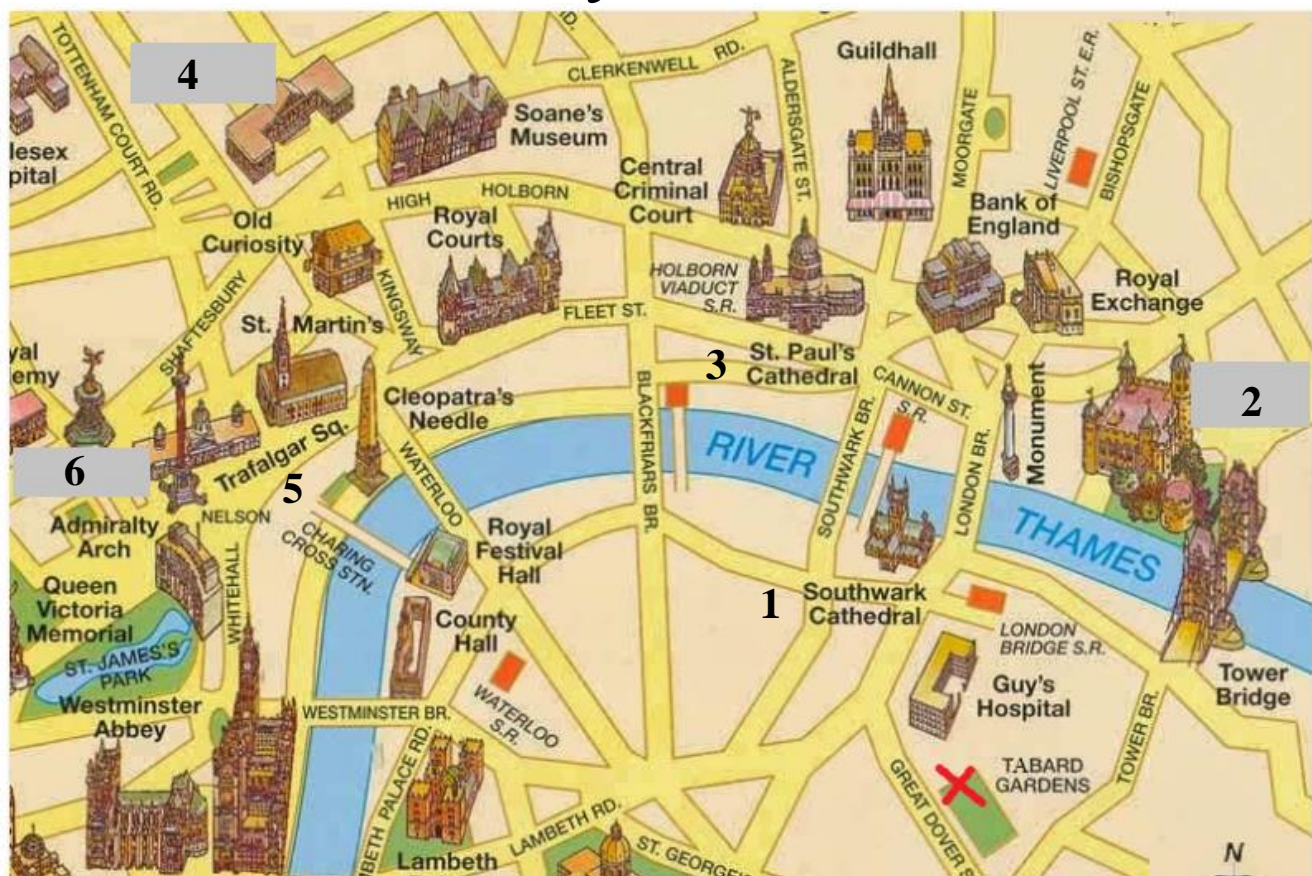 TOTTENHAM COURT RD.
4
lesex
pital
Soane's
Museum
CLERKENWELL RD.
RD.
ALDERSGATE ST.
Guildhall
MOORGATE
LIVERPOOL ST. E.R.
BISHOPSGATE
Central
Criminal
Court
HIGH HOLBORN
Old
Curiosity
Royal
Courts
KINGSWAY
HOLBORN
VIADUCT
S.R.
Bank of
England
Royal
Exchange
SHAFTESBURY
St. Martin's
FLEET ST.
yal
emy
Cleopatra's
Needle
3
St. Paul's
Cathedral
CANNON ST.
S.R.
Monument
2
6
Trafalgar Sq.
5
WATERLOO
BLACKFRIARS BR.
RIVER
THAMES
SOUTHWARK BR.
LONDON BR.
Admiralty
Arch
NELSON
CHARING
CROSS STN.
Royal
Festival
Hall
WHITEHALL
Queen
Victoria
Memorial
ST. JAMES'S
PARK
County
Hall
1
Southwark
Cathedral
LONDON
BRIDGE S.R.
Tower
Bridge
Westminster
Abbey
WESTMINSTER BR.
WATERLOO
S.R.
Guy's
Hospital
TOWER BR.
TABARD
GARDENS
GREAT DOVER S
MBETH PALACE RD.
LAMBETH RD.
ST. GEORGE'S
Lambeth
N